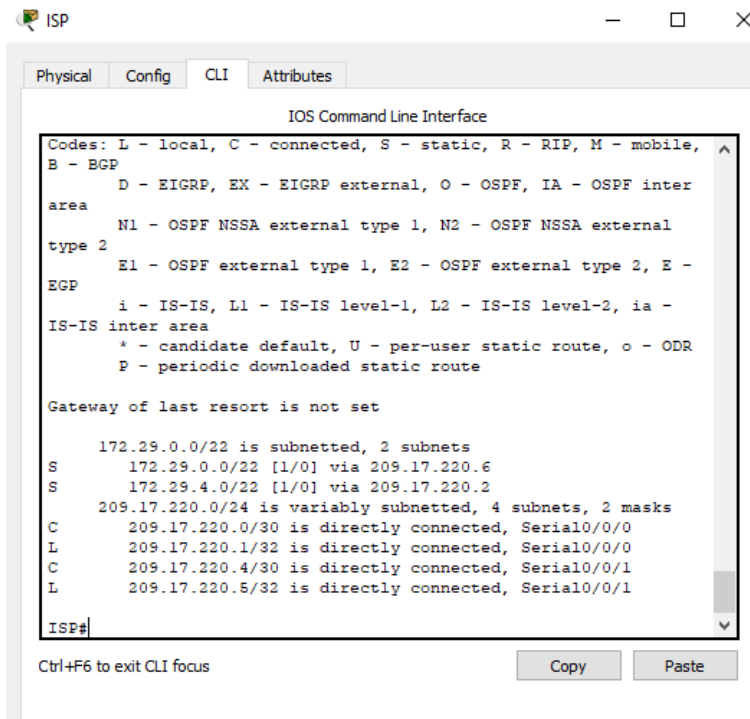 ISP
Physical Config CLI Attributes
IOS Command Line Interface
Codes: L - local, C - connected, S - static, R - RIP, M - mobile,
B - BGP
D - EIGRP, EX - EIGRP external, O - OSPF, IA - OSPF inter
area
N1 - OSPF NSSA external type 1, N2 - OSPF NSSA external
type 2
E1 - OSPF external type 1, E2 - OSPF external type 2, E -
EGP
i - IS-IS, L1 - IS-IS level-1, L2 - IS-IS level-2, ia -
IS-IS inter area
* - candidate default, U - per-user static route, o - ODR
P - periodic downloaded static route
Gateway of last resort is not set
172.29.0.0/22 is subnetted, 2 subnets
S 172.29.0.0/22 [1/0] via 209.17.220.6
S 172.29.4.0/22 [1/0] via 209.17.220.2
209.17.220.0/24 is variably subnetted, 4 subnets, 2 masks
C 209.17.220.0/30 is directly connected, Serial0/0/0
L 209.17.220.1/32 is directly connected, Serial0/0/0
C 209.17.220.4/30 is directly connected, Serial0/0/1
L 209.17.220.5/32 is directly connected, Serial0/0/1
ISP#
Ctrl+F6 to exit CLI focus Copy Paste